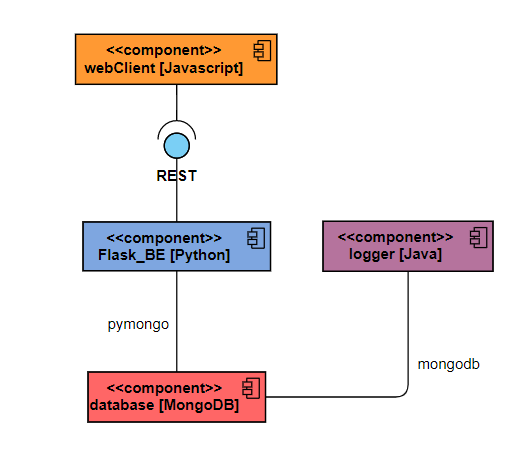 <<component>>
webClient [Javascript]
REST
<<component>>
Flask_BE [Python]
<<component>>
logger [Java]
pymongo
mongodb
<<component>>
database [MongoDB]